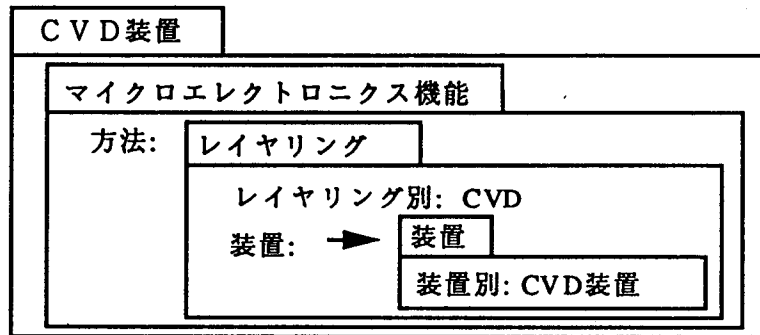 CVD装置
マイクロエレクトロニクス機能
方法: レイヤリング
レイヤリング別: CVD
装置: 装置
装置別: CVD装置